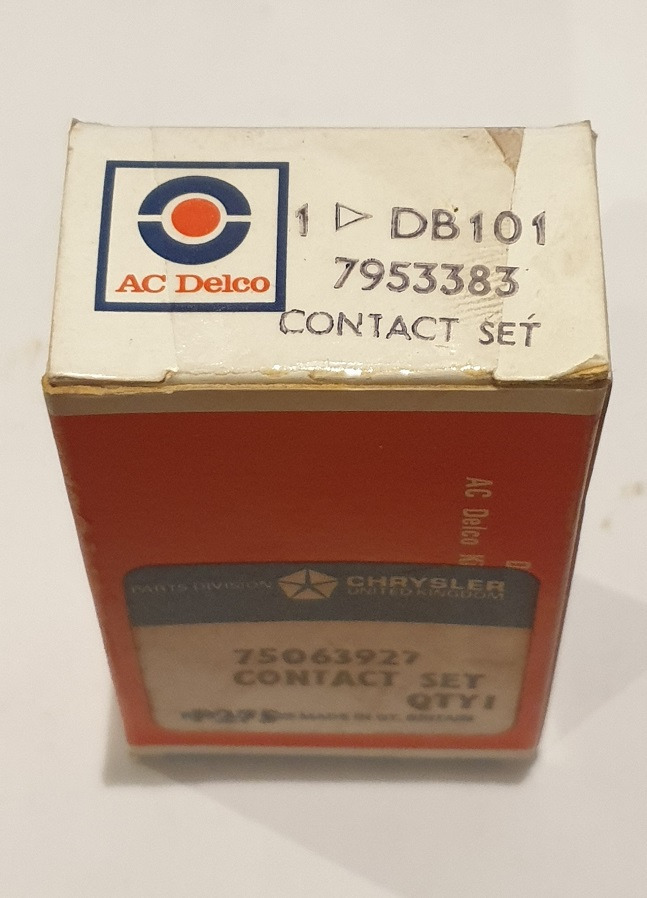 AC Delco
1 ▷ DB101
7953383
CONTACT SET
AC Delco
PARTS DIVISION CHRYSLER
UNITED KINGDOM
75063927
CONTACT SET
QTY 1
P275 MADE IN GT. BRITAIN